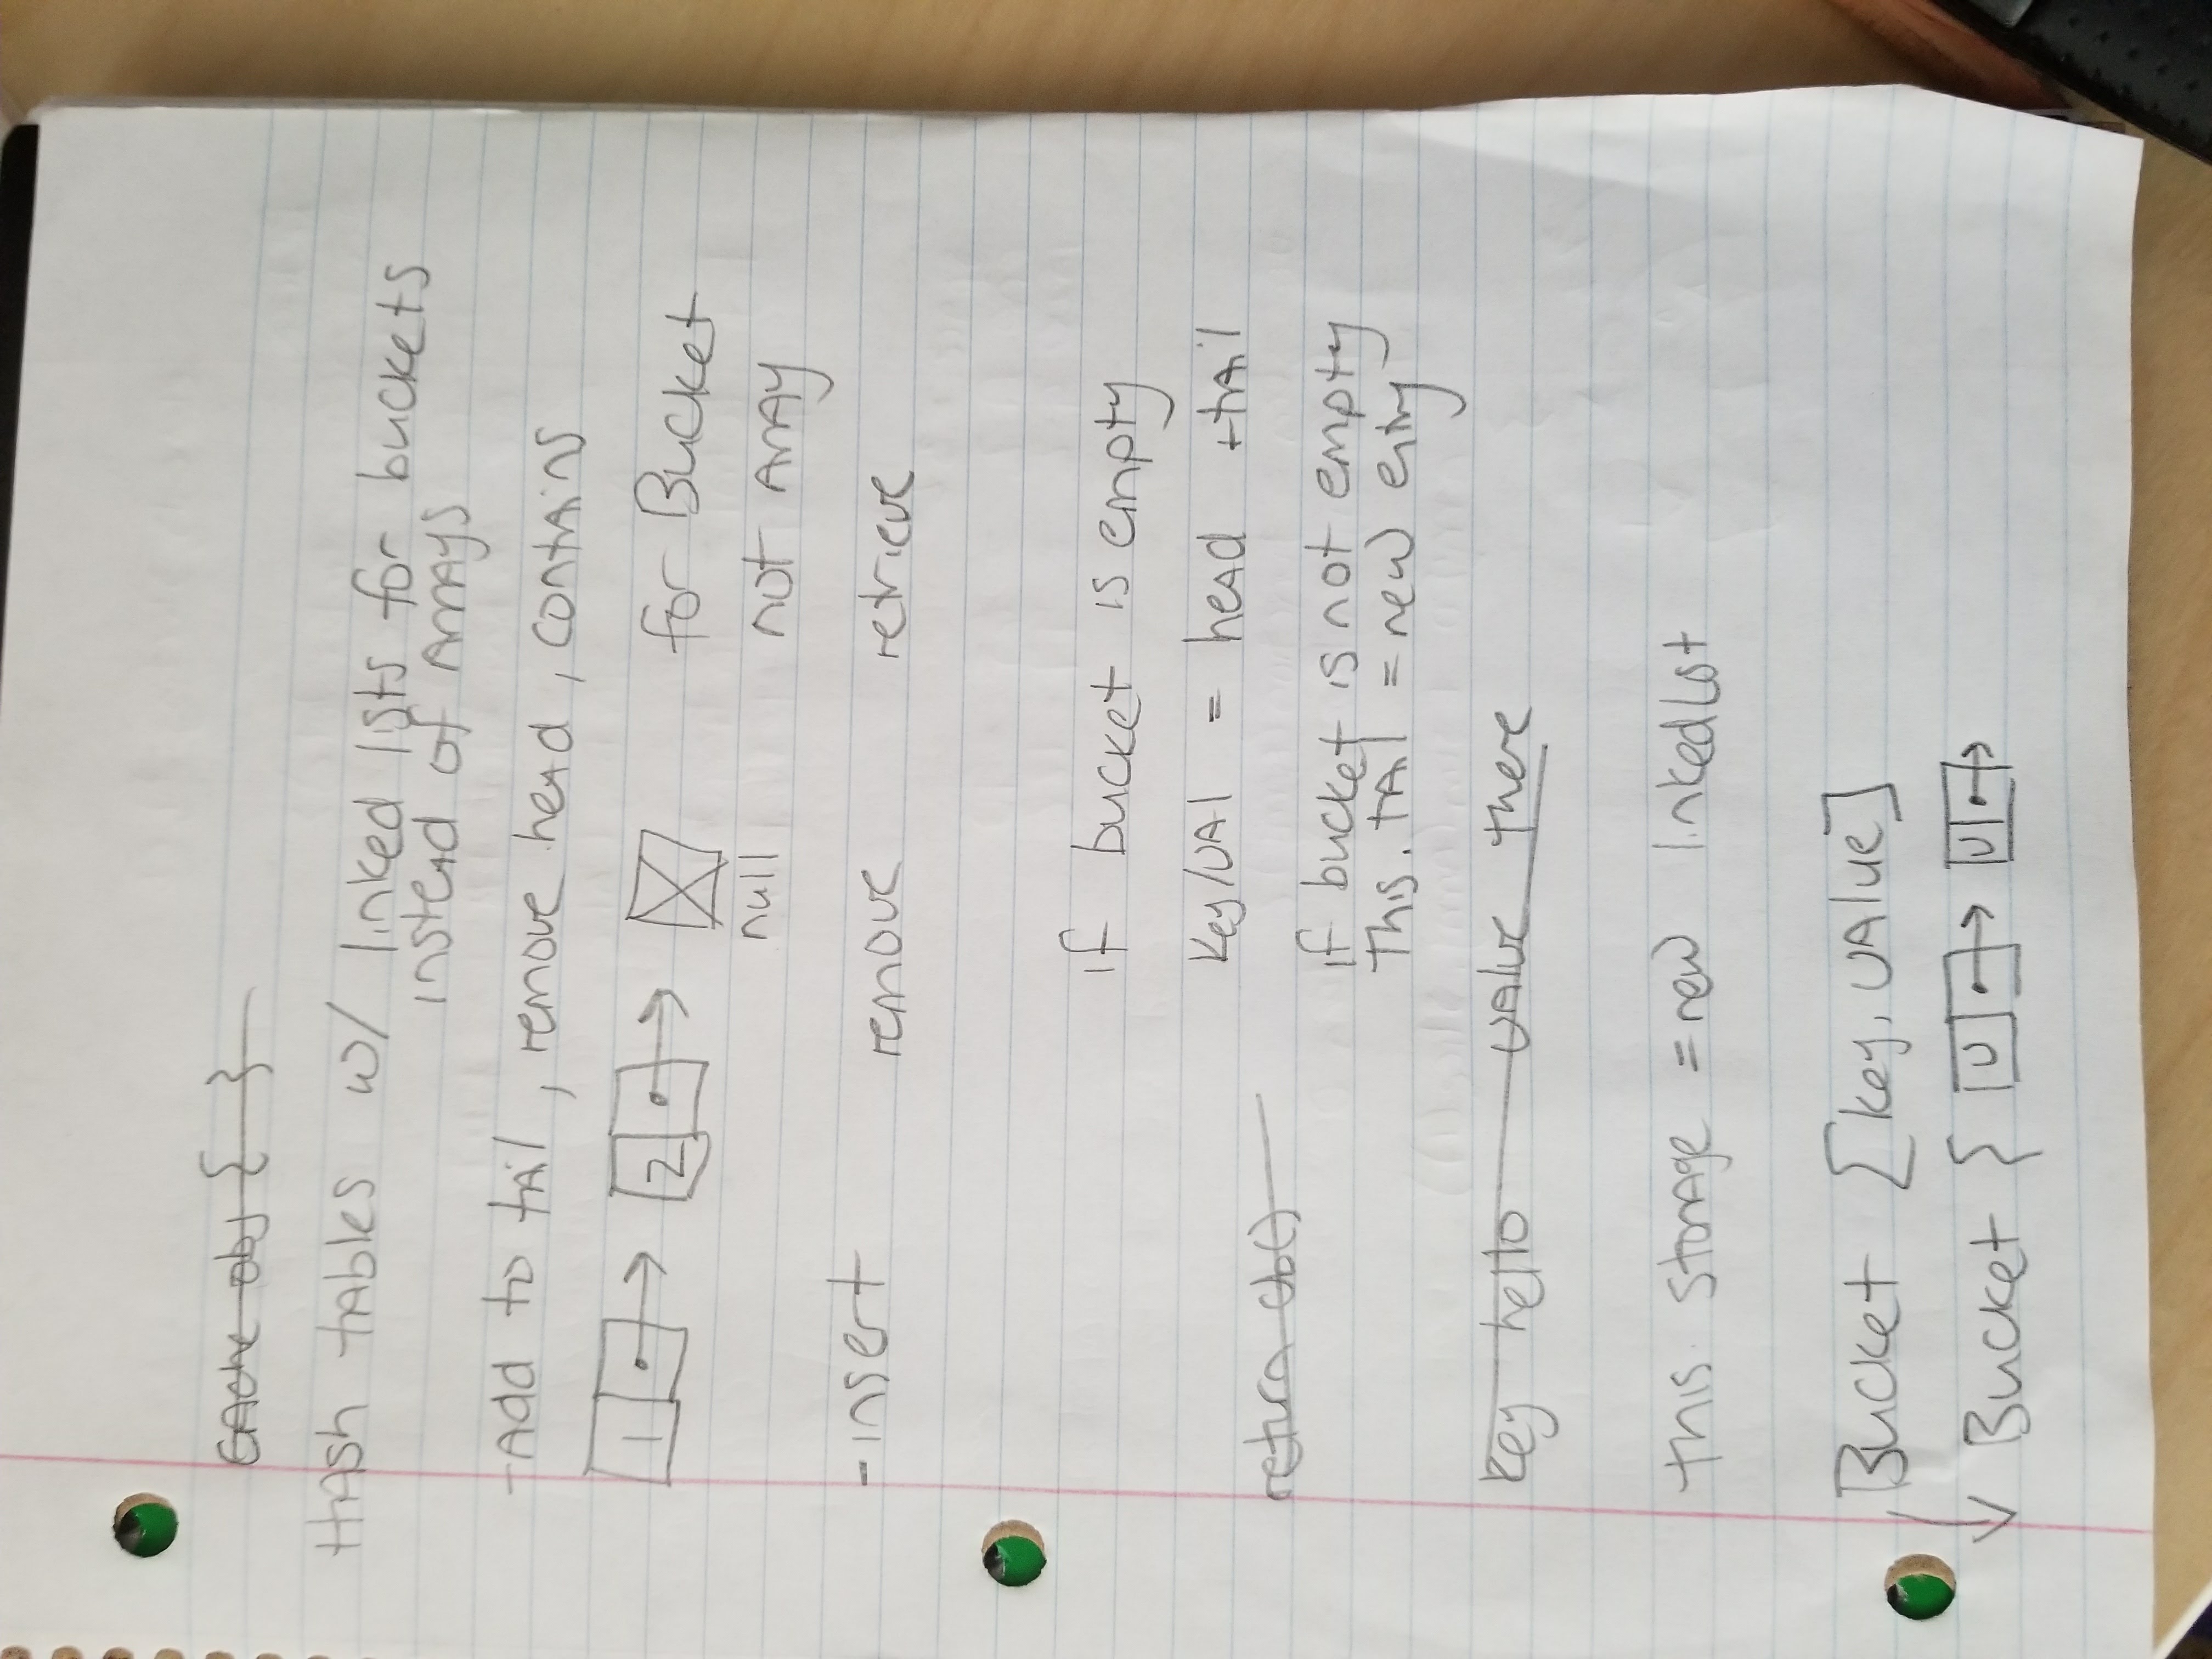 Cache obj { }
Hash tables w/ linked lists for buckets
instead of arrays
-Add to tail, remove head, contains
1 2 for Bucket
null not array
-insert remove retrieve
if bucket is empty
key/val = head + tail
return cb()
if bucket is not empty
This.tail = new entry
key hello value there
this.storage = new linkedList
Bucket [key, value]
Bucket { V V